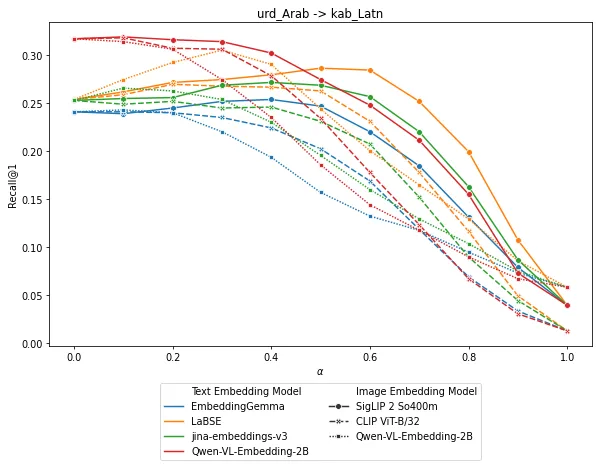 urd_Arab -> kab_Latn
Recall@1
0.30
0.25
0.20
0.15
0.10
0.05
0.00
0.0 0.2 0.4 0.6 0.8 1.0
α
Text Embedding Model Image Embedding Model
EmbeddingGemma SigLIP 2 So400m
LaBSE CLIP ViT-B/32
jina-embeddings-v3 Qwen-VL-Embedding-2B
Qwen-VL-Embedding-2B